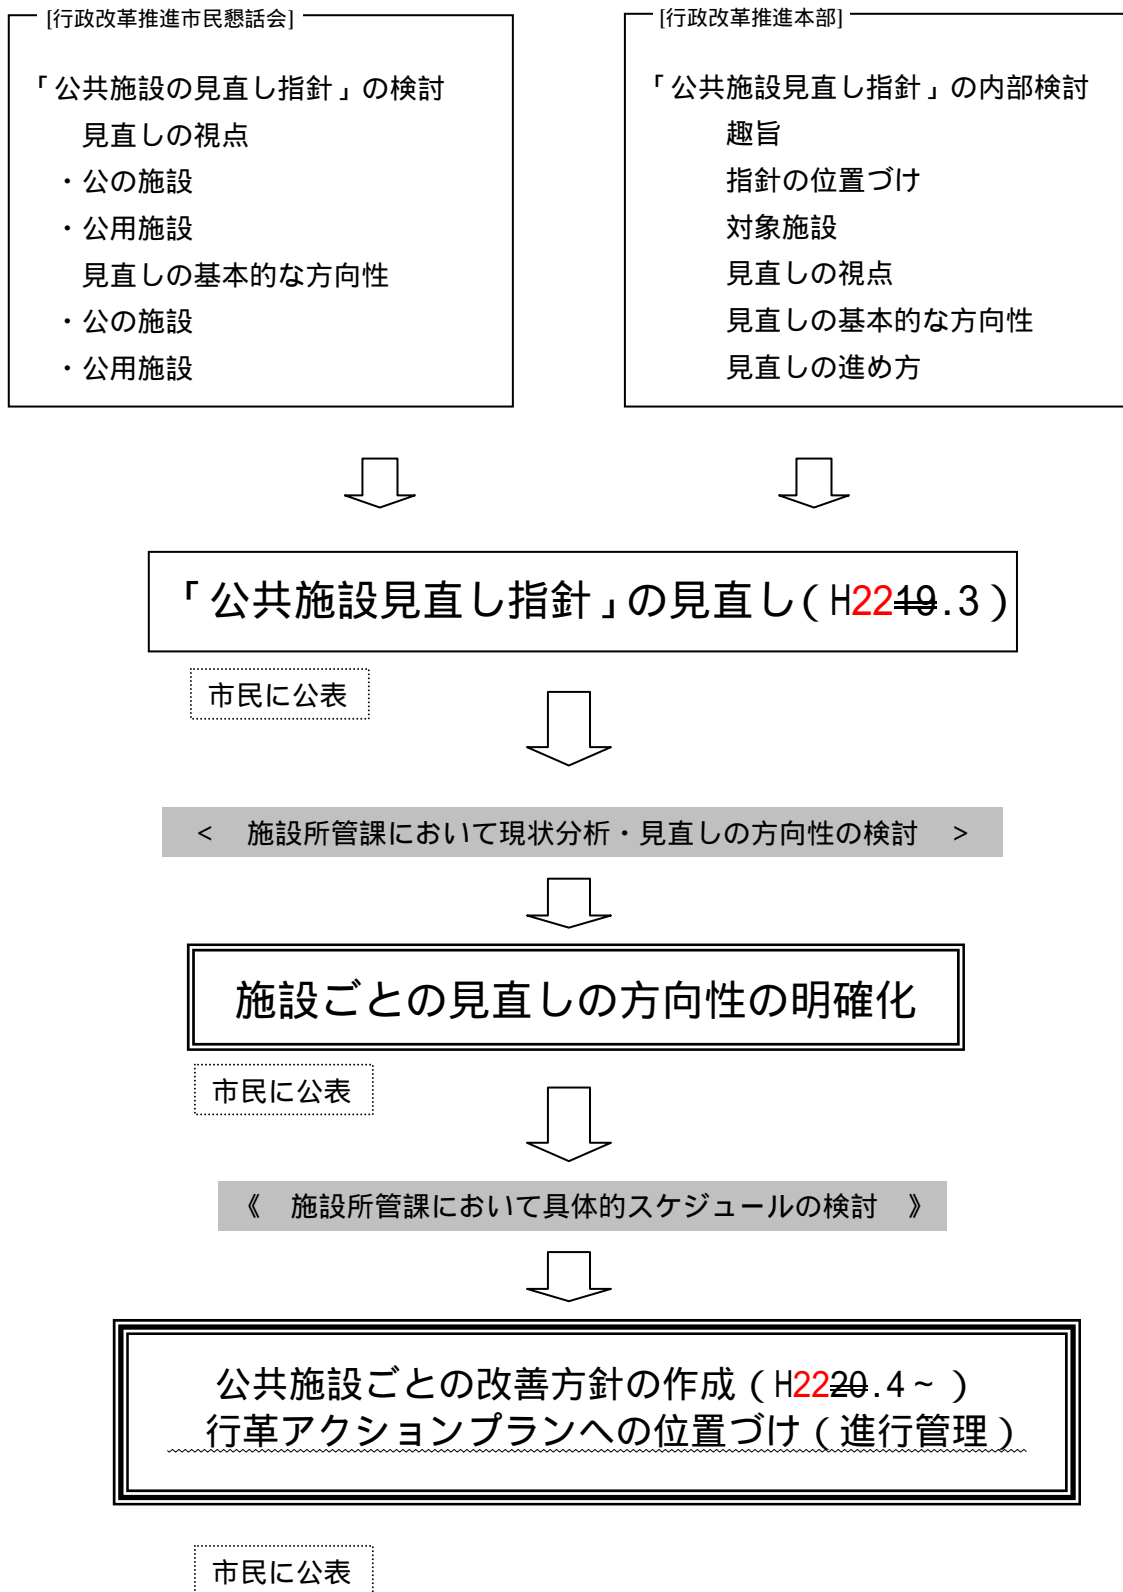 [行政改革推進市民懇話会]
「公共施設の見直し指針」の検討
見直しの視点
・公の施設
・公用施設
見直しの基本的な方向性
・公の施設
・公用施設
[行政改革推進本部]
「公共施設見直し指針」の内部検討
趣旨
指針の位置づけ
対象施設
見直しの視点
見直しの基本的な方向性
見直しの進め方
「公共施設見直し指針」の見直し(H2219.3)
市民に公表
< 施設所管課において現状分析・見直しの方向性の検討 >
施設ごとの見直しの方向性の明確化
市民に公表
《 施設所管課において具体的スケジュールの検討 》
公共施設ごとの改善方針の作成(H2220.4~)
行革アクションプランへの位置づけ(進行管理)
市民に公表